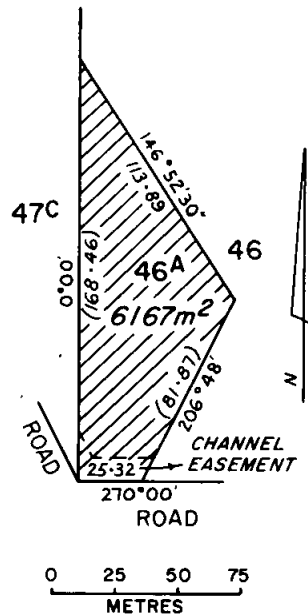 146°52'30"
113·89
47C
46
46A
0°00'
(168·46)
6167m²
(81·87)
206°48'
N
ROAD
CHANNEL
25·32
EASEMENT
270°00'
ROAD
0 25 50 75
METRES